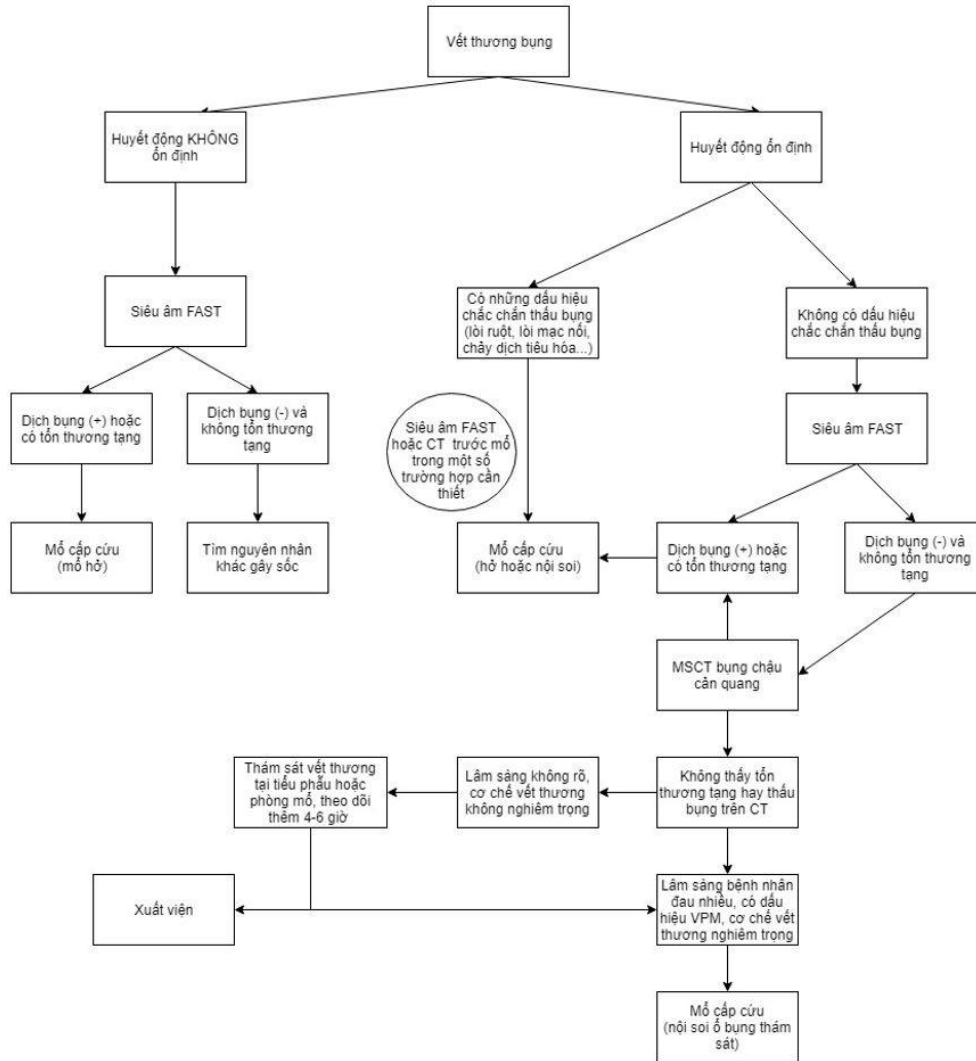 Vết thương bụng
Huyết động KHÔNG
ổn định
Huyết động ổn định
Siêu âm FAST
Có những dấu hiệu
chắc chắn thấu bụng
(lòi ruột, lòi mạc nối,
chảy dịch tiêu hóa...)
Không có dấu hiệu
chắc chắn thấu bụng
Dịch bụng (+) hoặc
có tổn thương tạng
Dịch bụng (-) và
không tổn thương
tạng
Siêu âm FAST
hoặc CT trước mổ
trong một số
trường hợp cần
thiết
Siêu âm FAST
Mổ cấp cứu
(mổ hở)
Tìm nguyên nhân
khác gây sốc
Mổ cấp cứu
(hở hoặc nội soi)
Dịch bụng (+) hoặc
có tổn thương tạng
Dịch bụng (-) và
không tổn thương
tạng
MSCT bụng chậu
cản quang
Thám sát vết thương
tại tiểu phẫu hoặc
phòng mổ, theo dõi
thêm 4-6 giờ
Lâm sàng không rõ,
cơ chế vết thương
không nghiêm trọng
Không thấy tổn
thương tạng hay thấu
bụng trên CT
Xuất viện
Lâm sàng bệnh nhân
đau nhiều, có dấu
hiệu VPM, cơ chế vết
thương nghiêm trọng
Mổ cấp cứu
(nội soi ổ bụng thám
sát)